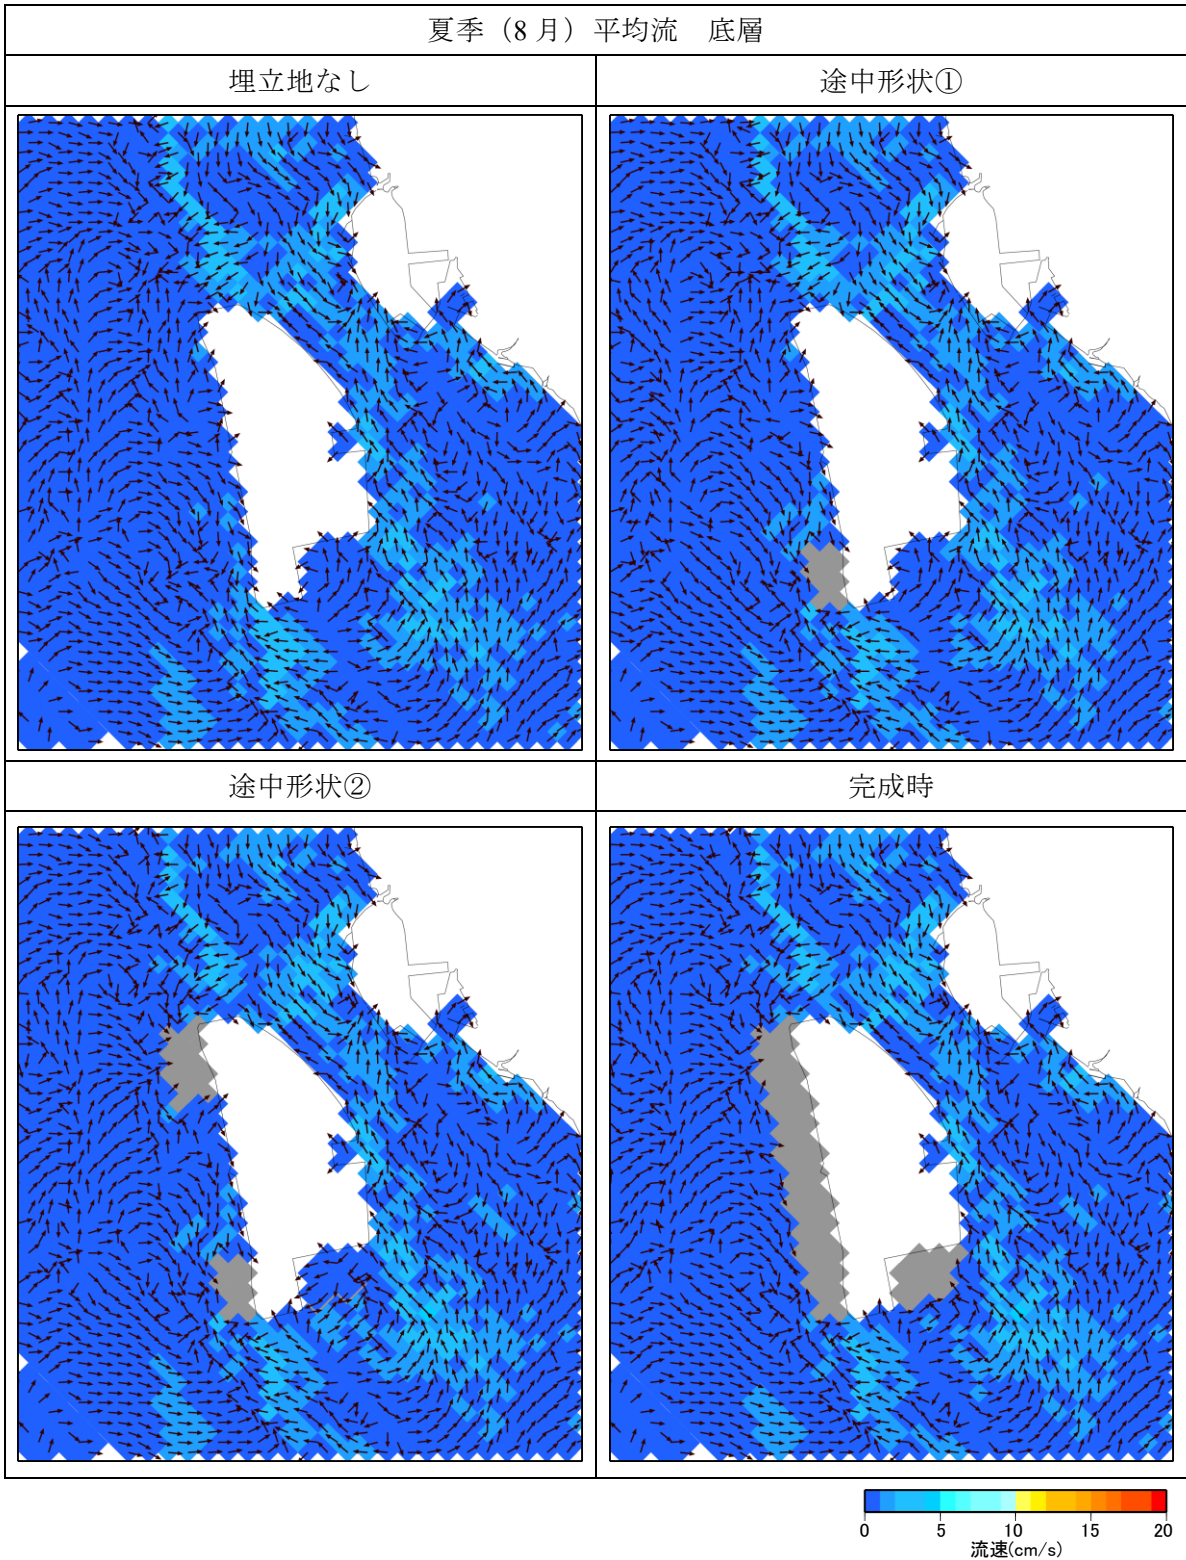 夏季（8月）平均流　底層
埋立地なし
途中形状①
途中形状②
完成時
0 5 10 15 20
流速(cm/s)